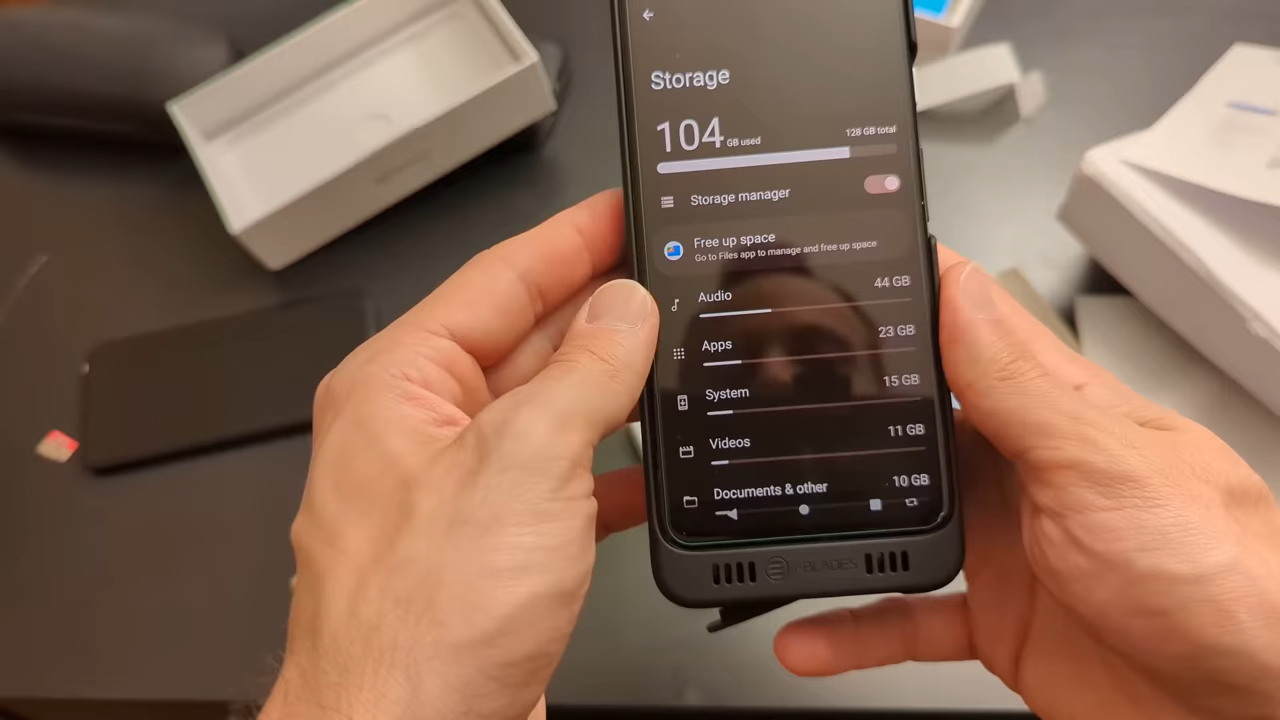 Storage
104 GB used
128 GB total
Storage manager
Free up space
Go to Files app to manage and free up space
Audio
44 GB
Apps
23 GB
System
15 GB
Videos
11 GB
Documents & other
10 GB
BLADES